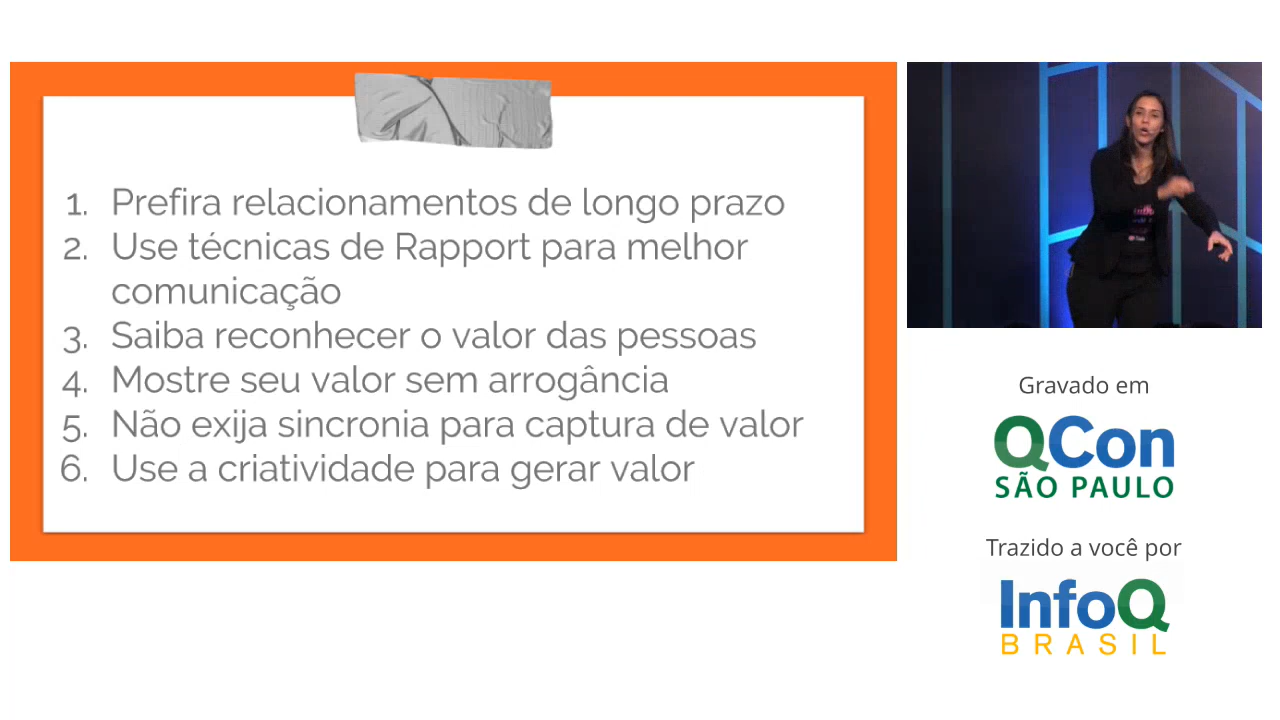 1. Prefira relacionamentos de longo prazo
2. Use técnicas de Rapport para melhor
comunicação
3. Saiba reconhecer o valor das pessoas
4. Mostre seu valor sem arrogância
5. Não exija sincronia para captura de valor
6. Use a criatividade para gerar valor
Gravado em
QCon
SÃO PAULO
Trazido a você por
InfoQ
BRASIL